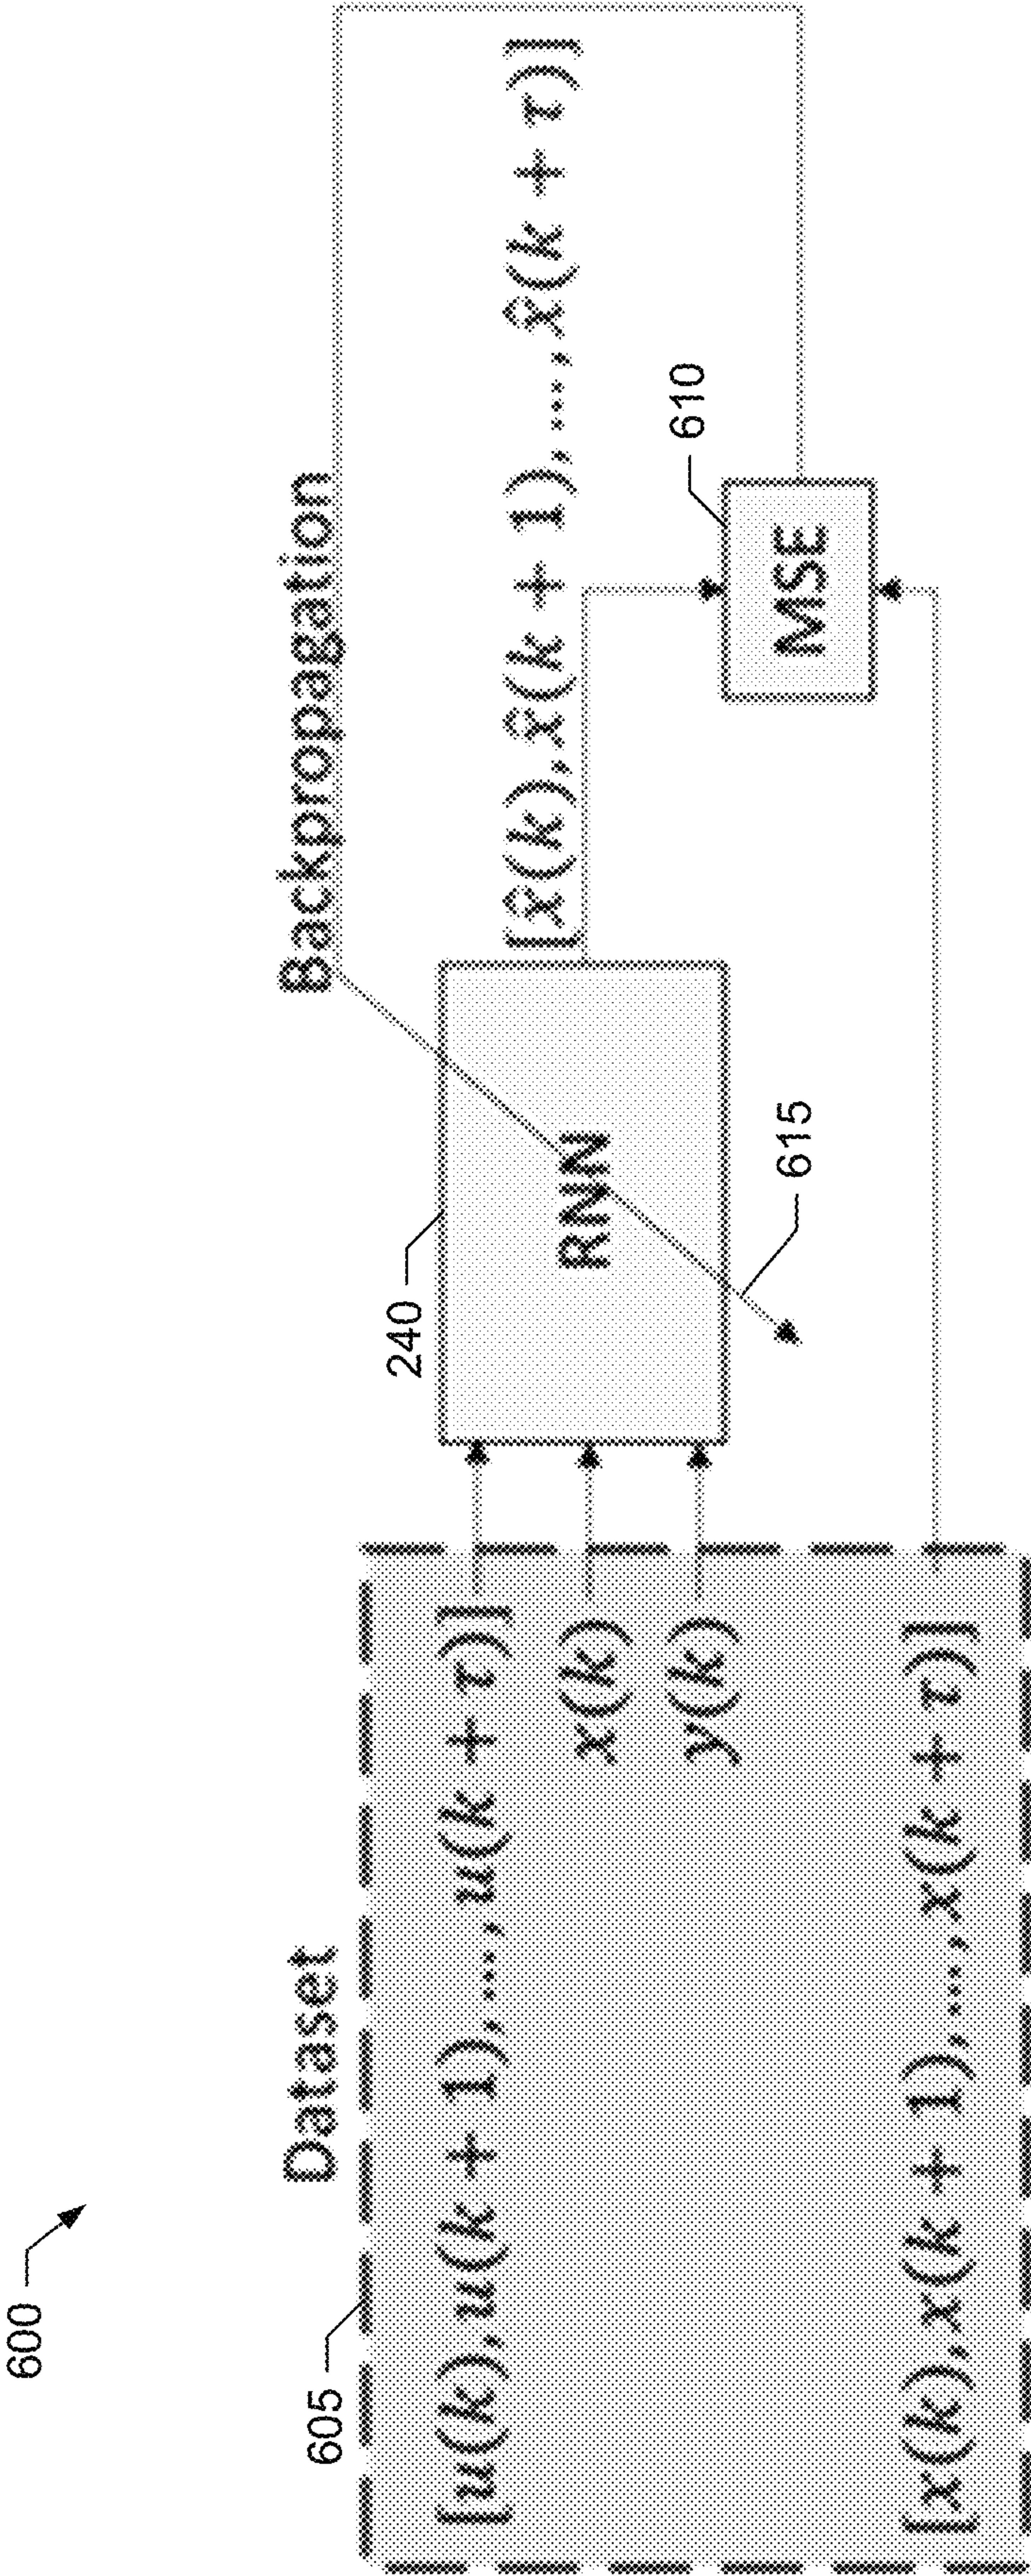 600
Dataset
Backpropagation
605
[u(k), u(k + 1), ..., u(k + τ)]
x(k)
y(k)
[x(k), x(k + 1), ..., x(k + τ)]
240
RNN
615
[x̂(k), x̂(k + 1), ..., x̂(k + τ)]
610
MSE